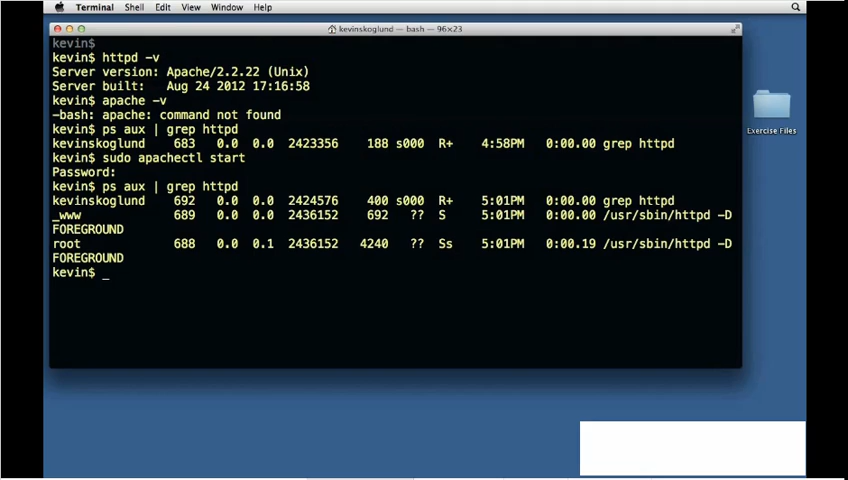 Terminal Shell Edit View Window Help
kevinskoglund — bash — 96×23
kevin$
kevin$ httpd -v
Server version: Apache/2.2.22 (Unix)
Server built:   Aug 24 2012 17:16:58
kevin$ apache -v
-bash: apache: command not found
kevin$ ps aux | grep httpd
kevinskoglund    683   0.0  0.0  2423356    188 s000  R+    4:58PM   0:00.00 grep httpd
kevin$ sudo apachectl start
Password:
kevin$ ps aux | grep httpd
kevinskoglund    692   0.0  0.0  2424576    400 s000  R+    5:01PM   0:00.00 grep httpd
_www             689   0.0  0.0  2436152    692   ??  S     5:01PM   0:00.00 /usr/sbin/httpd -D
FOREGROUND
root             688   0.0  0.1  2436152   4240   ??  Ss    5:01PM   0:00.19 /usr/sbin/httpd -D
FOREGROUND
kevin$ _
Exercise Files